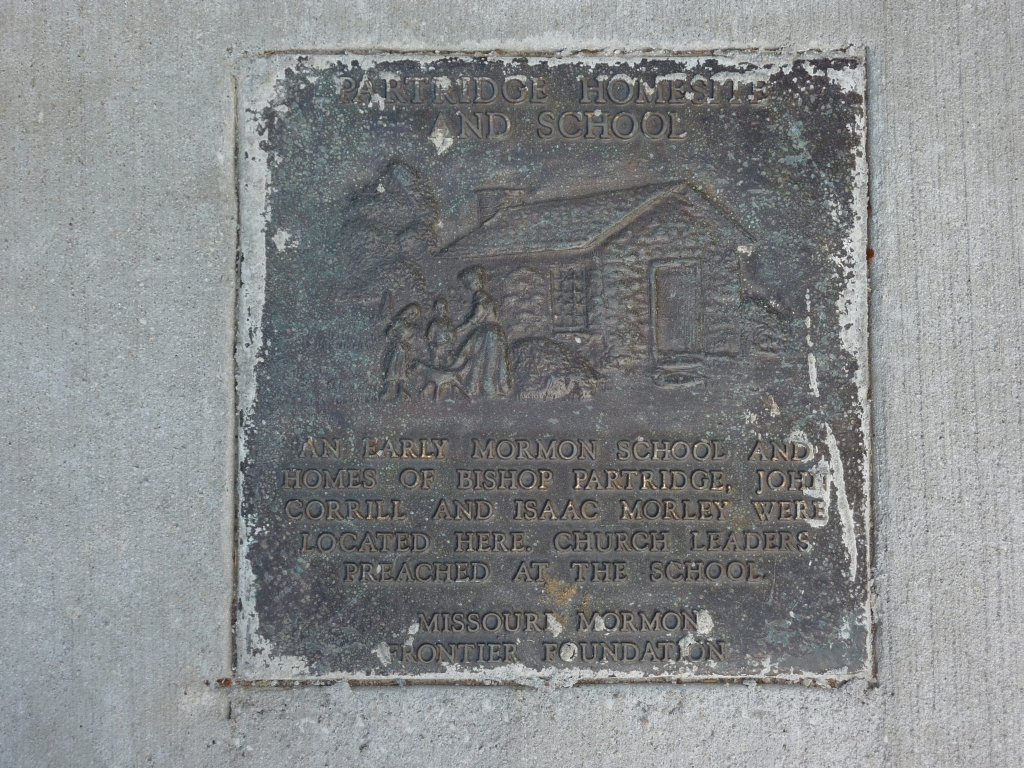 PARTRIDGE HOMESITE
AND SCHOOL
AN EARLY MORMON SCHOOL AND
HOMES OF BISHOP PARTRIDGE, JOHN
CORRILL AND ISAAC MORLEY WERE
LOCATED HERE. CHURCH LEADERS
PREACHED AT THE SCHOOL.
MISSOURI MORMON
FRONTIER FOUNDATION